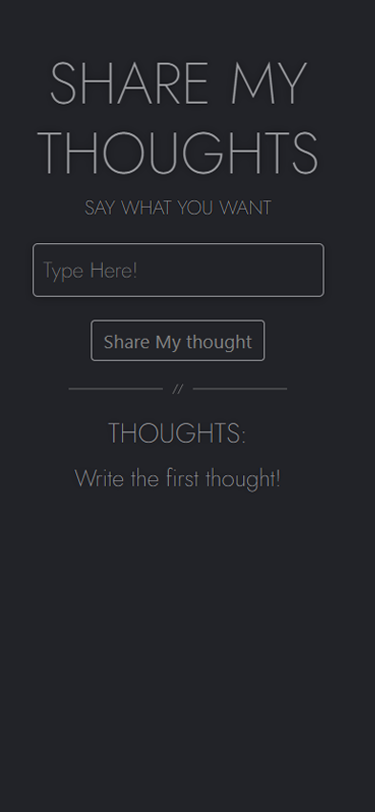 SHARE MY
THOUGHTS
SAY WHAT YOU WANT
Type Here!
Share My thought
//
THOUGHTS:
Write the first thought!